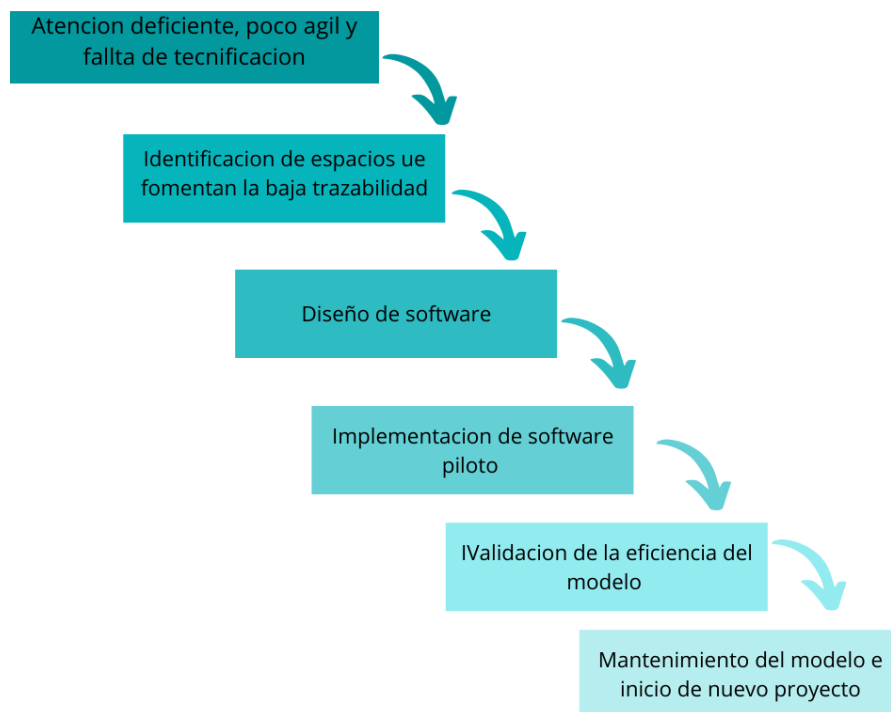 Atencion deficiente, poco agil y
fallta de tecnificacion
Identificacion de espacios ue
fomentan la baja trazabilidad
Diseño de software
Implementacion de software
piloto
IValidacion de la eficiencia del
modelo
Mantenimiento del modelo e
inicio de nuevo proyecto